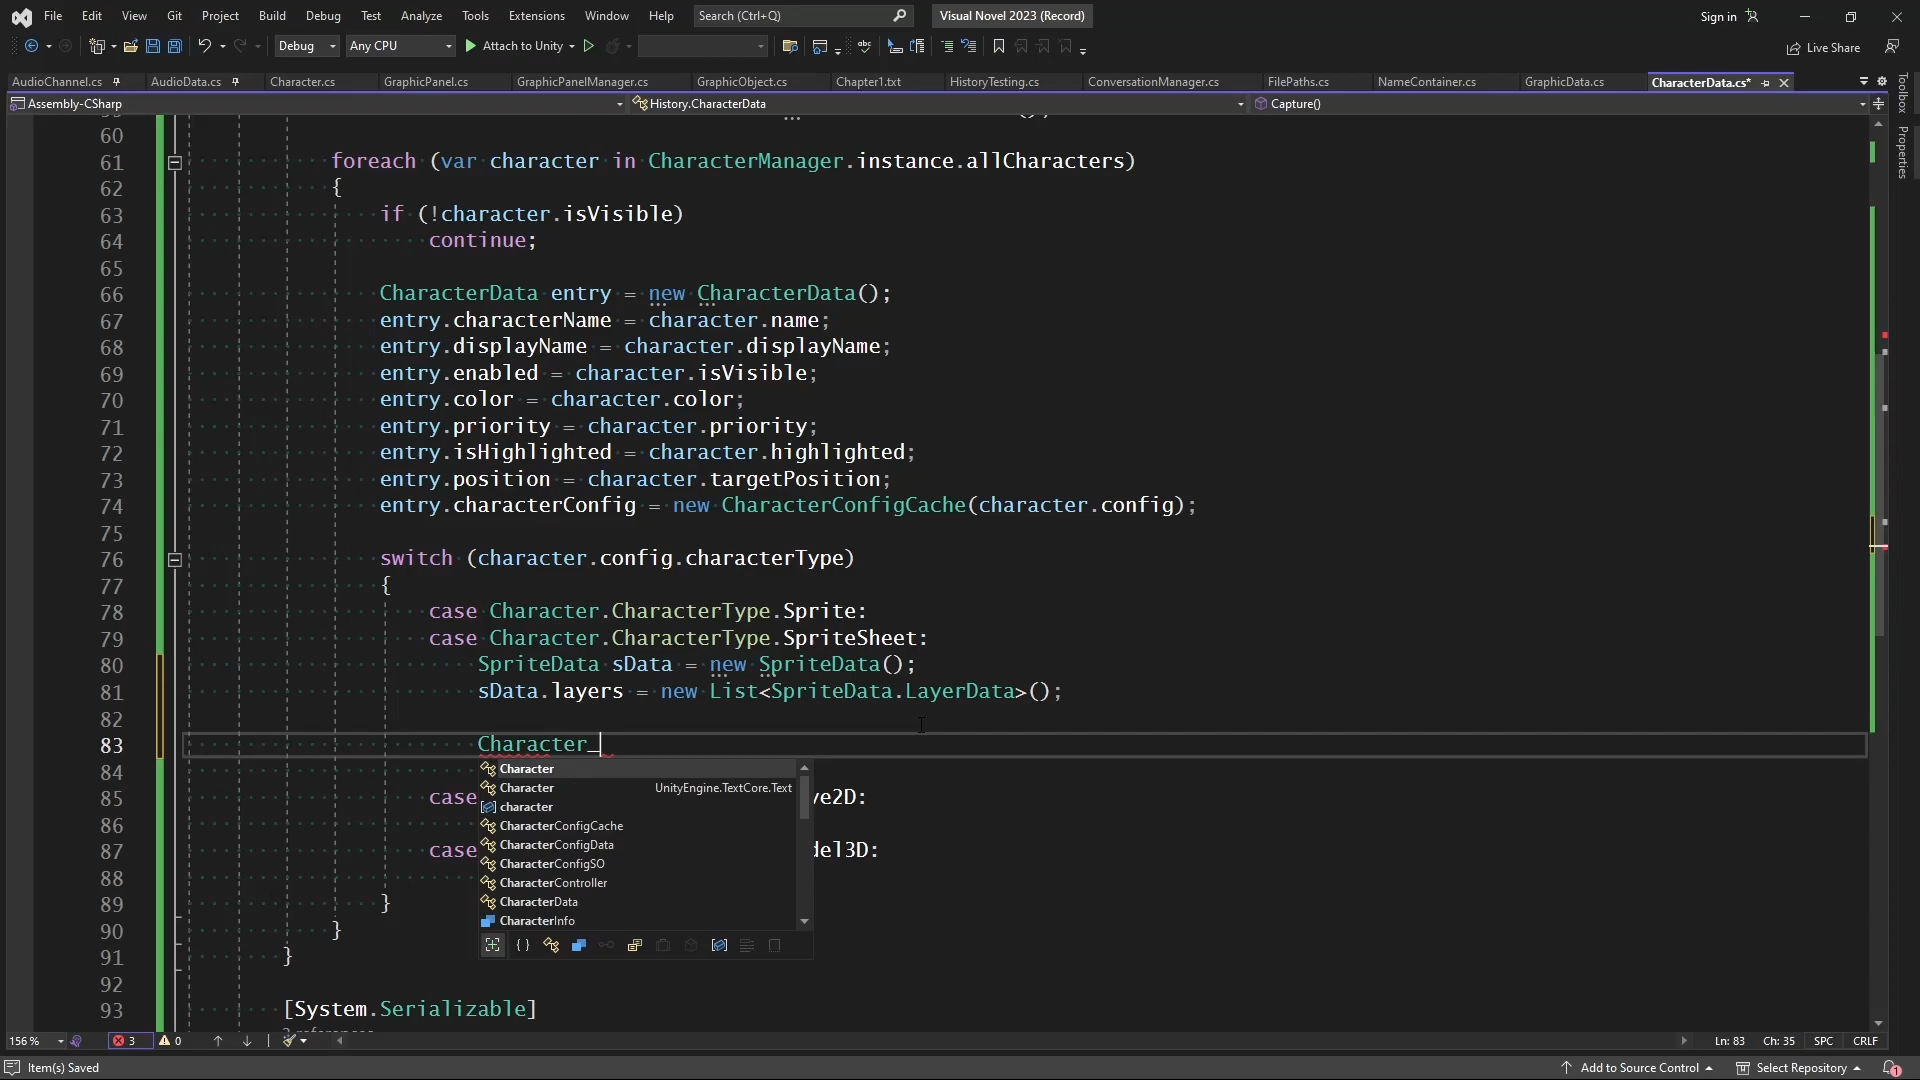 File Edit View Git Project Build Debug Test Analyze Tools Extensions Window Help Search (Ctrl+Q) Visual Novel 2023 (Record) Sign in
Debug Any CPU Attach to Unity Live Share
AudioChannel.cs AudioData.cs Character.cs GraphicPanel.cs GraphicPanelManager.cs GraphicObject.cs Chapter1.txt HistoryTesting.cs ConversationManager.cs FilePaths.cs NameContainer.cs GraphicData.cs CharacterData.cs*
Assembly-CSharp History.CharacterData Capture()
Toolbox
Properties
60
61 foreach (var character in CharacterManager.instance.allCharacters)
62 {
63 if (!character.isVisible)
64 continue;
65
66 CharacterData entry = new CharacterData();
67 entry.characterName = character.name;
68 entry.displayName = character.displayName;
69 entry.enabled = character.isVisible;
70 entry.color = character.color;
71 entry.priority = character.priority;
72 entry.isHighlighted = character.highlighted;
73 entry.position = character.targetPosition;
74 entry.characterConfig = new CharacterConfigCache(character.config);
75
76 switch (character.config.characterType)
77 {
78 case Character.CharacterType.Sprite:
79 case Character.CharacterType.SpriteSheet:
80 SpriteData sData = new SpriteData();
81 sData.layers = new List<SpriteData.LayerData>();
82
83 Character_
Character
Character UnityEngine.TextCore.Text
character
CharacterConfigCache
CharacterConfigData
CharacterConfigSO
CharacterController
CharacterData
CharacterInfo
84
85 case ve2D:
86
87 case del3D:
88
89 }
90 }
91 }
92
93 [System.Serializable]
156 % 3 0 Ln: 83 Ch: 35 SPC CRLF
Item(s) Saved Add to Source Control Select Repository 1